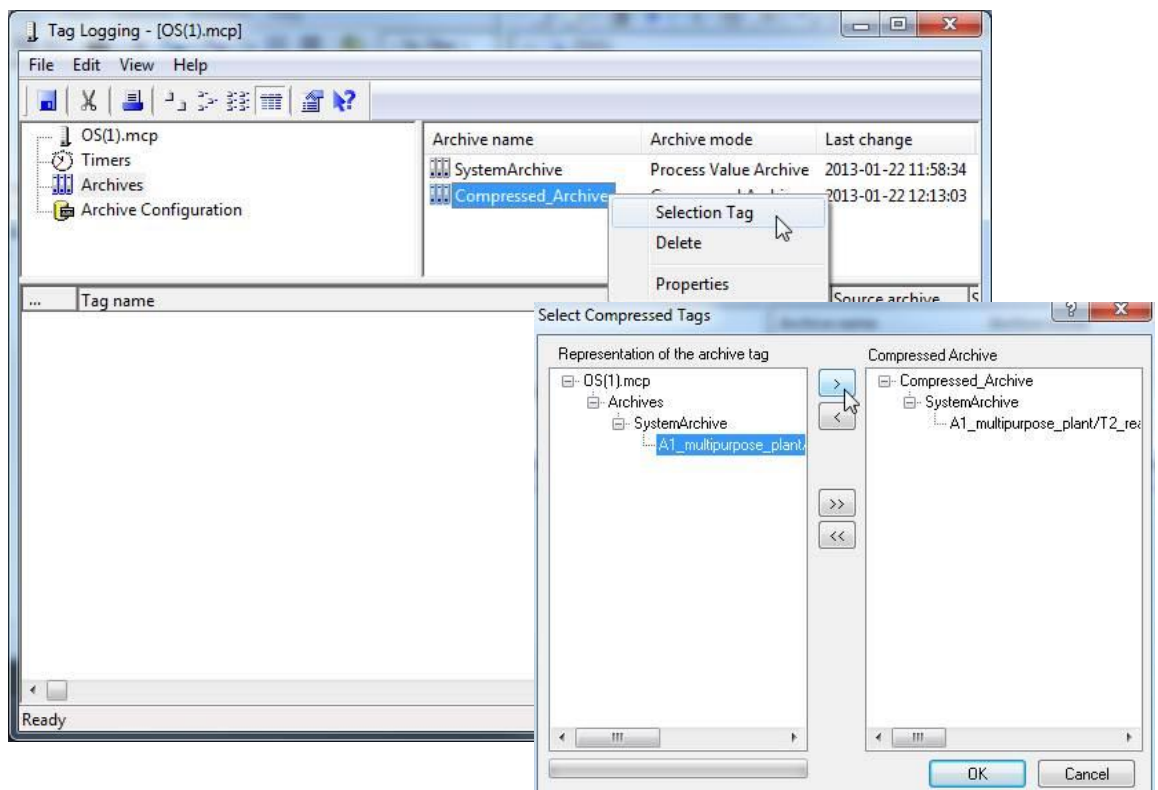 Tag Logging - [OS(1).mcp]
File Edit View Help
OS(1).mcp
Timers
Archives
Archive Configuration
Archive name Archive mode Last change
SystemArchive Process Value Archive 2013-01-22 11:58:34
Compressed_Archive 2013-01-22 12:13:03
Selection Tag
Delete
Properties
... Tag name Source archive S
Ready
Select Compressed Tags
Representation of the archive tag
OS(1).mcp
Archives
SystemArchive
A1_multipurpose_plant/
>
<
>>
<<
Compressed Archive
Compressed_Archive
SystemArchive
A1_multipurpose_plant/T2_rea
OK Cancel